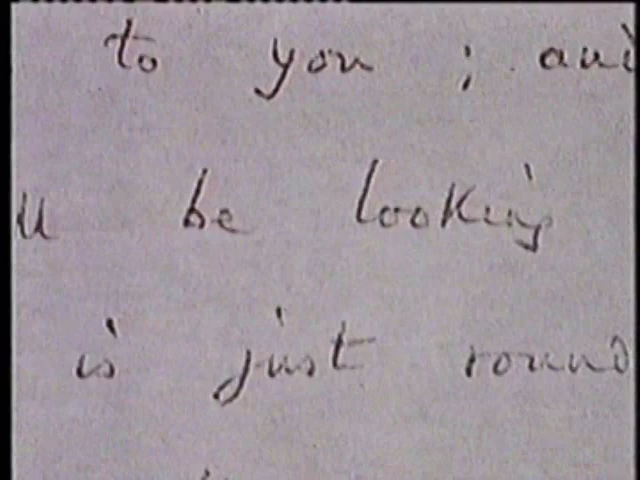 to you ; and
ll be looking
is just round